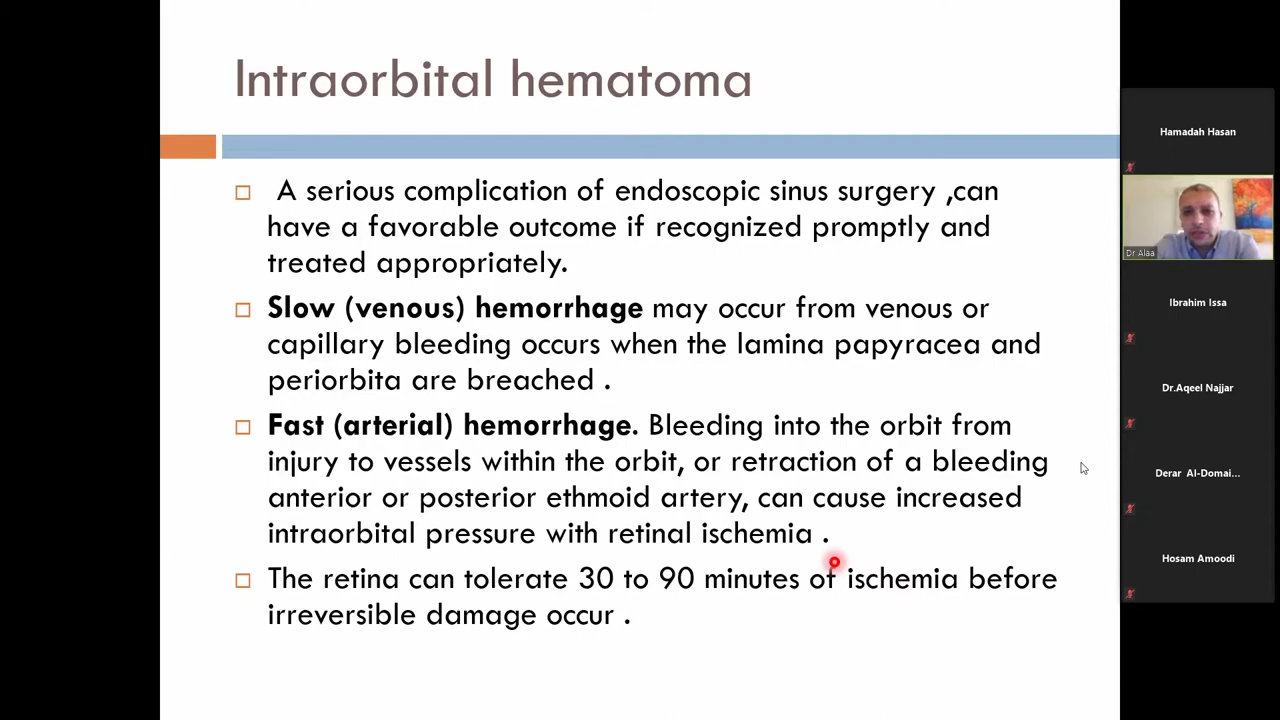 Intraorbital hematoma
A serious complication of endoscopic sinus surgery ,can
have a favorable outcome if recognized promptly and
treated appropriately.
Slow (venous) hemorrhage may occur from venous or
capillary bleeding occurs when the lamina papyracea and
periorbita are breached .
Fast (arterial) hemorrhage. Bleeding into the orbit from
injury to vessels within the orbit, or retraction of a bleeding
anterior or posterior ethmoid artery, can cause increased
intraorbital pressure with retinal ischemia .
The retina can tolerate 30 to 90 minutes of ischemia before
irreversible damage occur .
Hamadah Hasan
Dr Alaa
Ibrahim Issa
Dr.Aqeel Najjar
Derar Al-Domai...
Hosam Amoodi